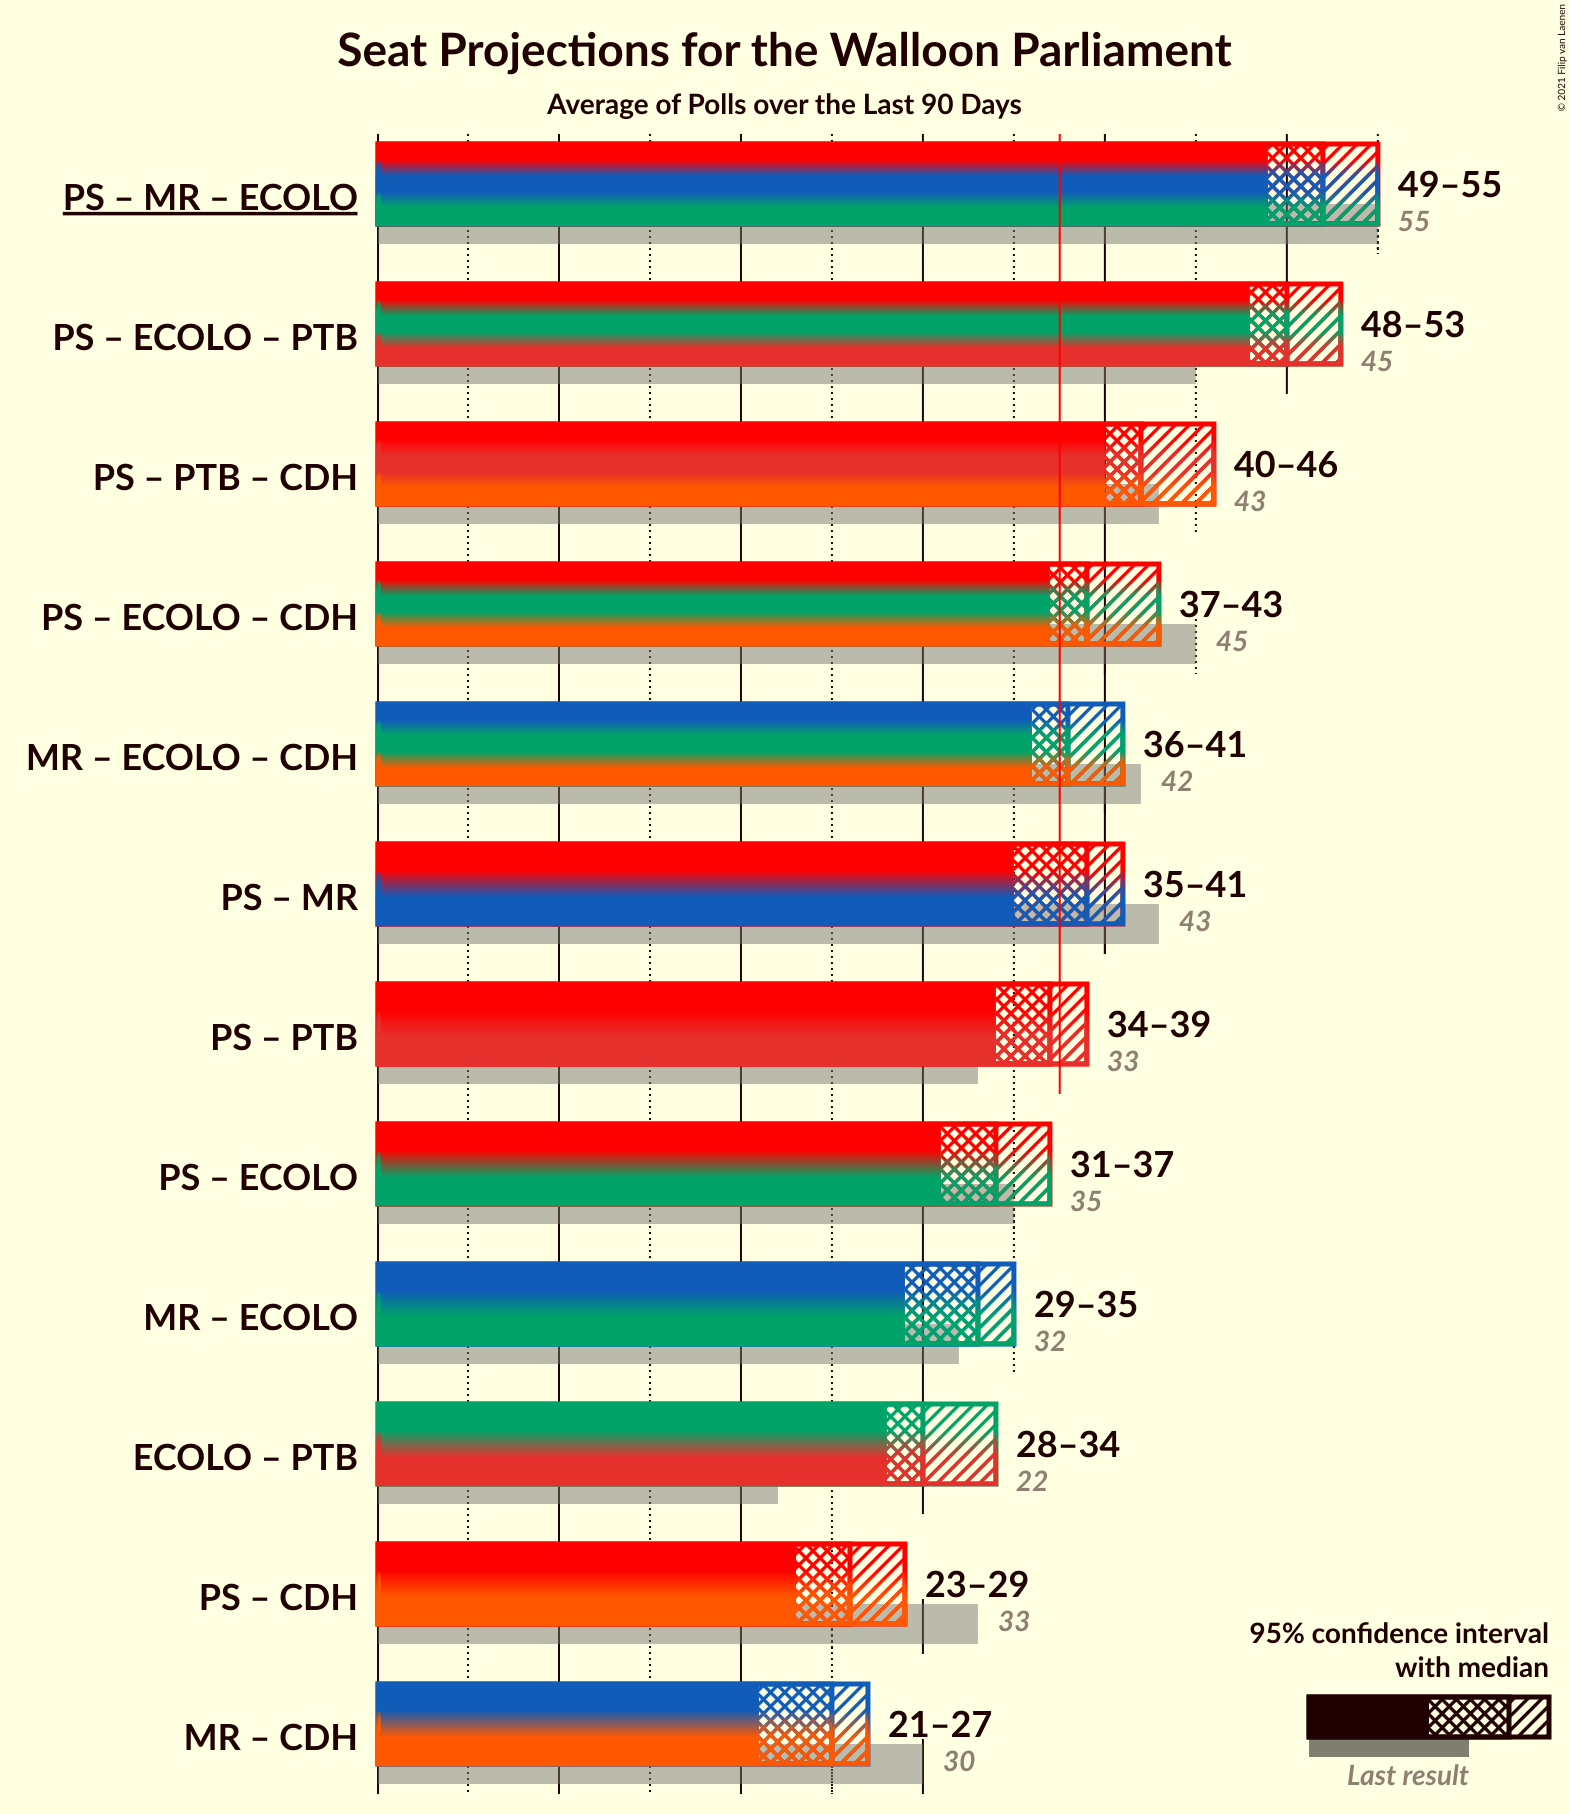 Seat Projections for the Walloon Parliament
Average of Polls over the Last 90 Days
© 2021 Filip van Laenen
PS – MR – ECOLO
49–55
55
PS – ECOLO – PTB
48–53
45
PS – PTB – CDH
40–46
43
PS – ECOLO – CDH
37–43
45
MR – ECOLO – CDH
36–41
42
PS – MR
35–41
43
PS – PTB
34–39
33
PS – ECOLO
31–37
35
MR – ECOLO
29–35
32
ECOLO – PTB
28–34
22
PS – CDH
23–29
33
MR – CDH
21–27
30
95% confidence interval
with median
Last result